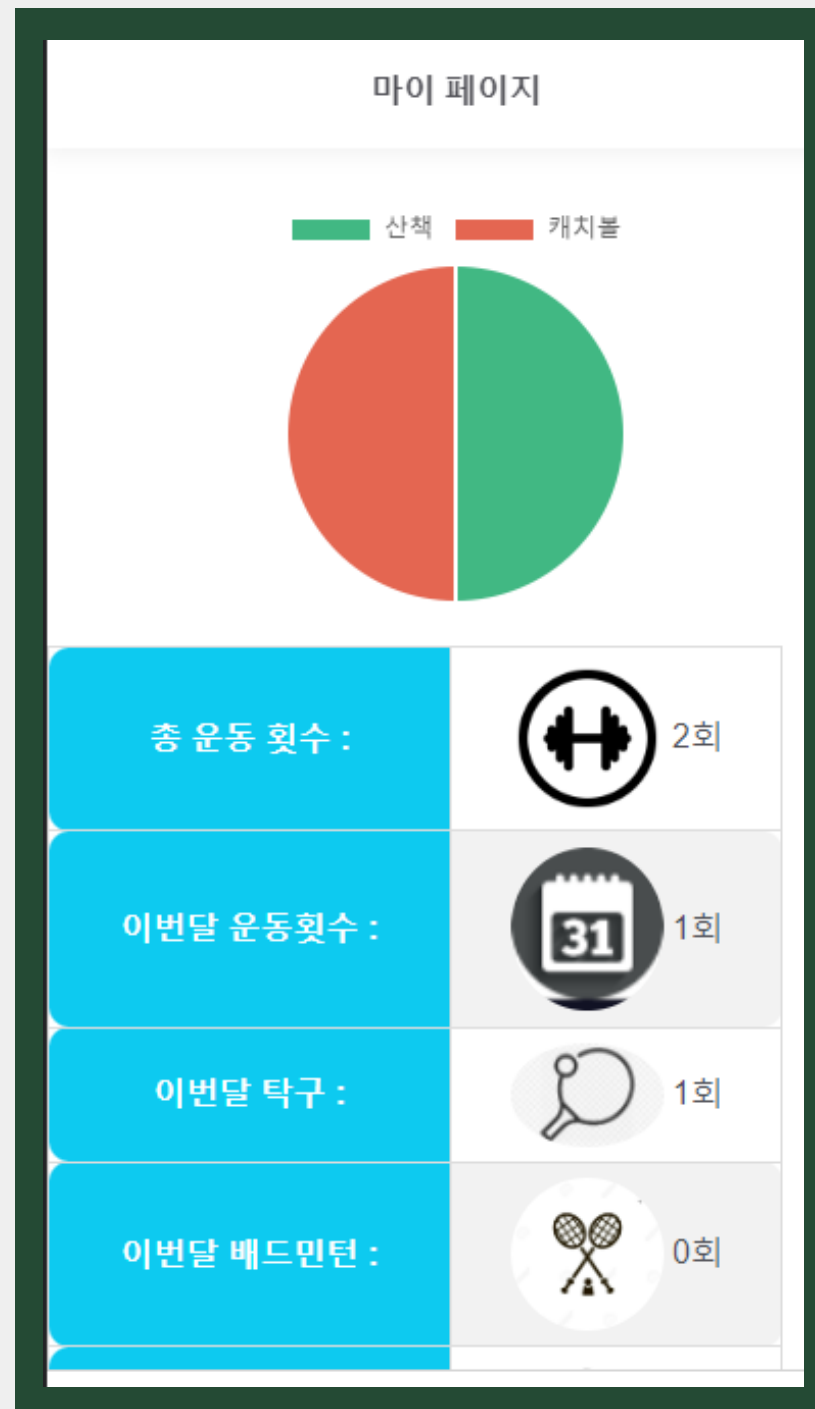 마이 페이지
산책 캐치볼
총 운동 횟수 : 2회
31
이번달 운동횟수 : 1회
이번달 탁구 : 1회
이번달 배드민턴 : 0회